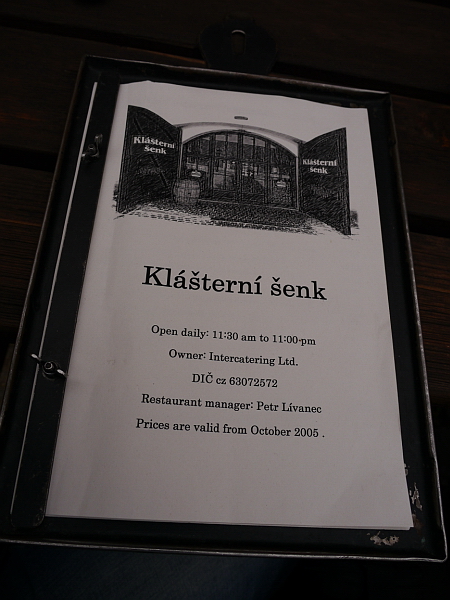 Klášterní
šenk
Klášterní
šenk
Klášterní šenk
Open daily: 11:30 am to 11:00 pm
Owner: Intercatering Ltd.
DIČ cz 63072572
Restaurant manager: Petr Lívanec
Prices are valid from October 2005 .